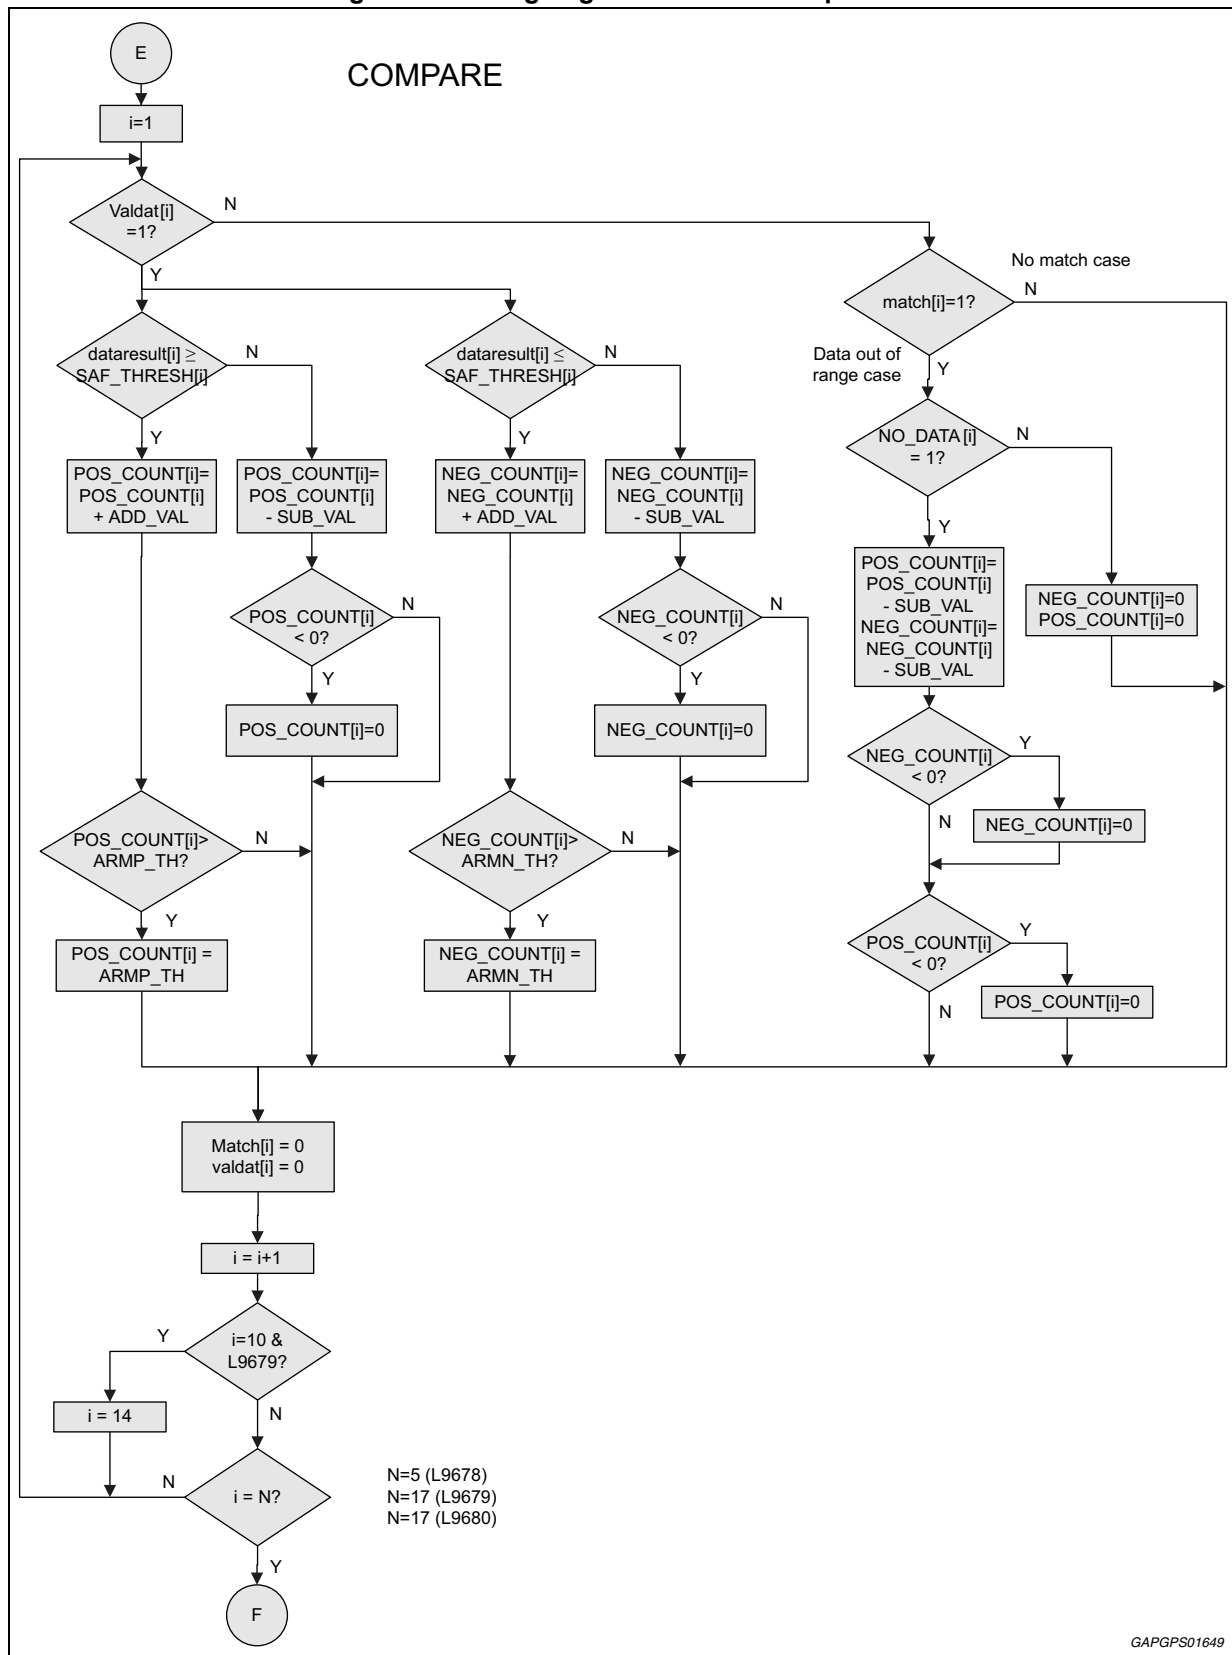 E
COMPARE
i=1
Valdat[i]
=1?
N
Y
No match case
match[i]=1?
N
Data out of
range case
Y
dataresult[i] ≥
SAF_THRESH[i]
N
Y
dataresult[i] ≤
SAF_THRESH[i]
N
Y
NO_DATA[i]
= 1?
N
Y
POS_COUNT[i]=
POS_COUNT[i]
+ ADD_VAL
POS_COUNT[i]=
POS_COUNT[i]
- SUB_VAL
NEG_COUNT[i]=
NEG_COUNT[i]
+ ADD_VAL
NEG_COUNT[i]=
NEG_COUNT[i]
- SUB_VAL
POS_COUNT[i]=
POS_COUNT[i]
- SUB_VAL
NEG_COUNT[i]=
NEG_COUNT[i]
- SUB_VAL
NEG_COUNT[i]=0
POS_COUNT[i]=0
POS_COUNT[i]
< 0?
N
Y
NEG_COUNT[i]
< 0?
N
Y
POS_COUNT[i]=0
NEG_COUNT[i]=0
NEG_COUNT[i]
< 0?
Y
N
NEG_COUNT[i]=0
POS_COUNT[i]>
ARMP_TH?
N
Y
NEG_COUNT[i]>
ARMN_TH?
N
Y
POS_COUNT[i] =
ARMP_TH
NEG_COUNT[i] =
ARMN_TH
POS_COUNT[i]
< 0?
Y
N
POS_COUNT[i]=0
Match[i] = 0
valdat[i] = 0
i = i+1
i=10 &
L9679?
Y
N
i = 14
i = N?
N
Y
N=5 (L9678)
N=17 (L9679)
N=17 (L9680)
F
GAPGPS01649